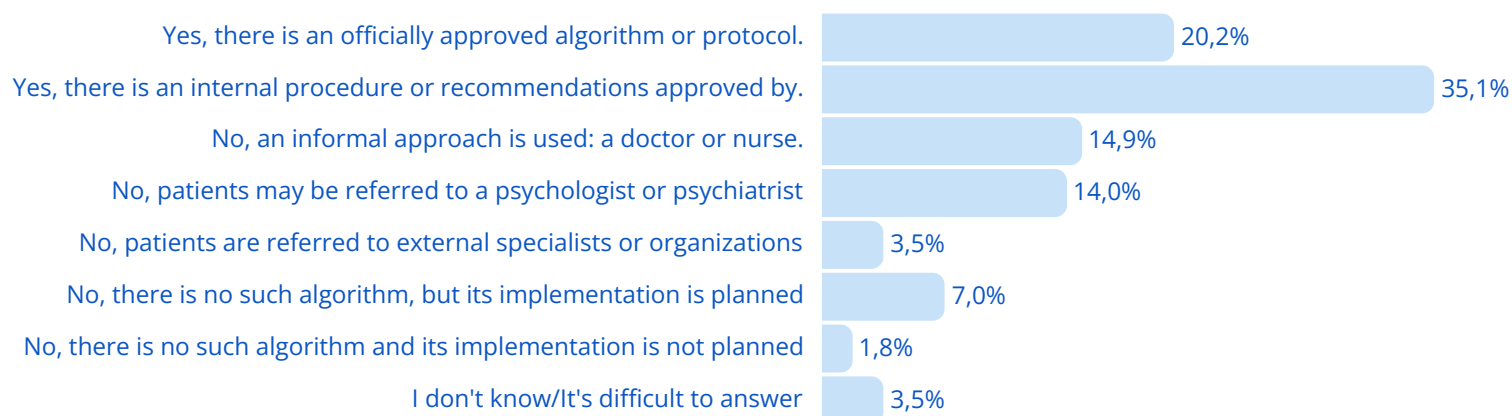 Yes, there is an officially approved algorithm or protocol. 20,2%
Yes, there is an internal procedure or recommendations approved by. 35,1%
No, an informal approach is used: a doctor or nurse. 14,9%
No, patients may be referred to a psychologist or psychiatrist 14,0%
No, patients are referred to external specialists or organizations 3,5%
No, there is no such algorithm, but its implementation is planned 7,0%
No, there is no such algorithm and its implementation is not planned 1,8%
I don't know/It's difficult to answer 3,5%